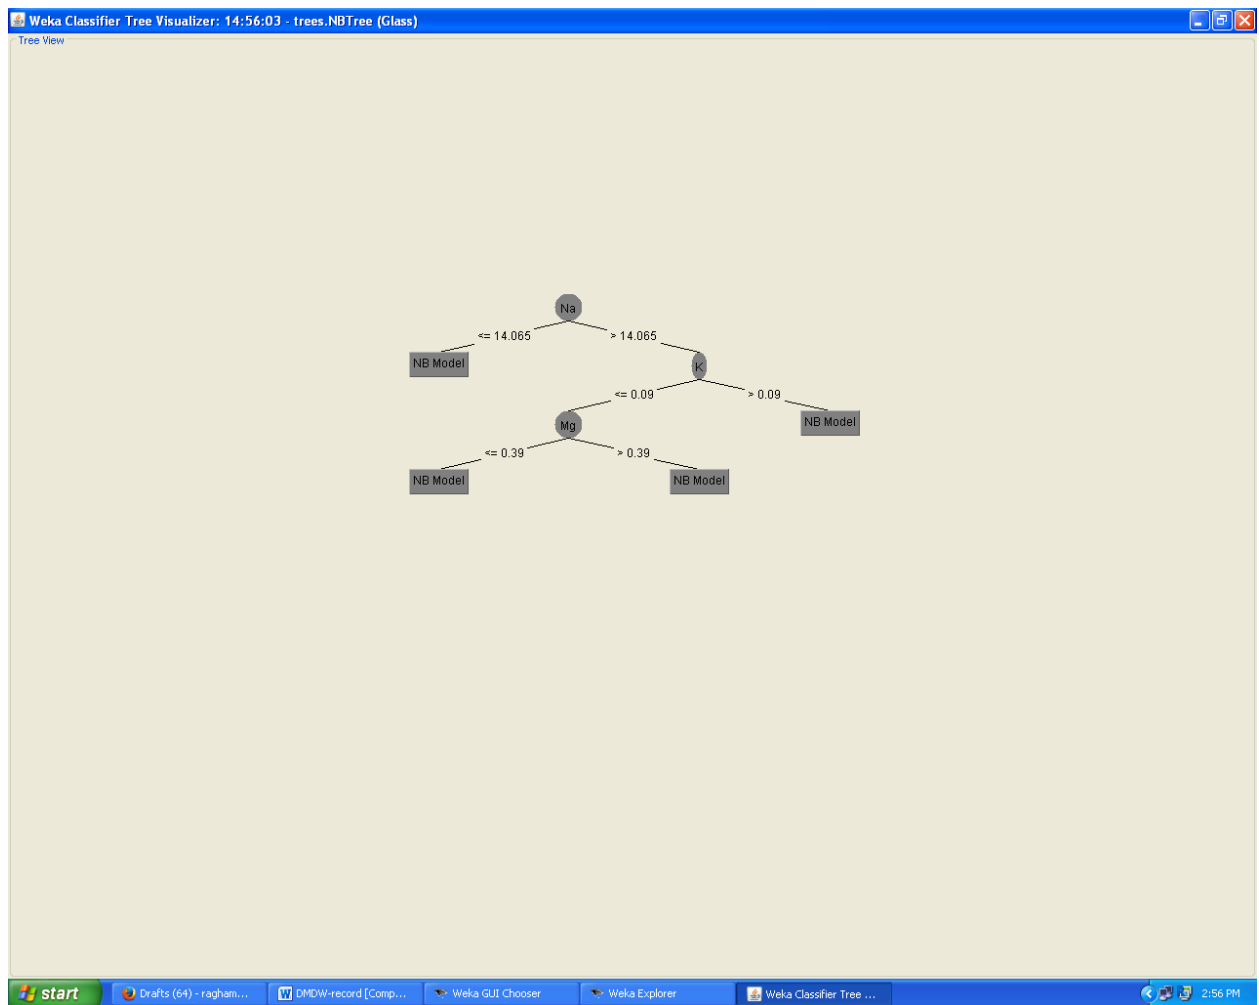 Weka Classifier Tree Visualizer: 14:56:03 - trees.NBTree (Glass)
Tree View
Na
<= 14.065 > 14.065
NB Model K
<= 0.09 > 0.09
Mg NB Model
<= 0.39 > 0.39
NB Model NB Model
start Drafts (64) - ragham... DMDW-record [Comp... Weka GUI Chooser Weka Explorer Weka Classifier Tree ... 2:56 PM